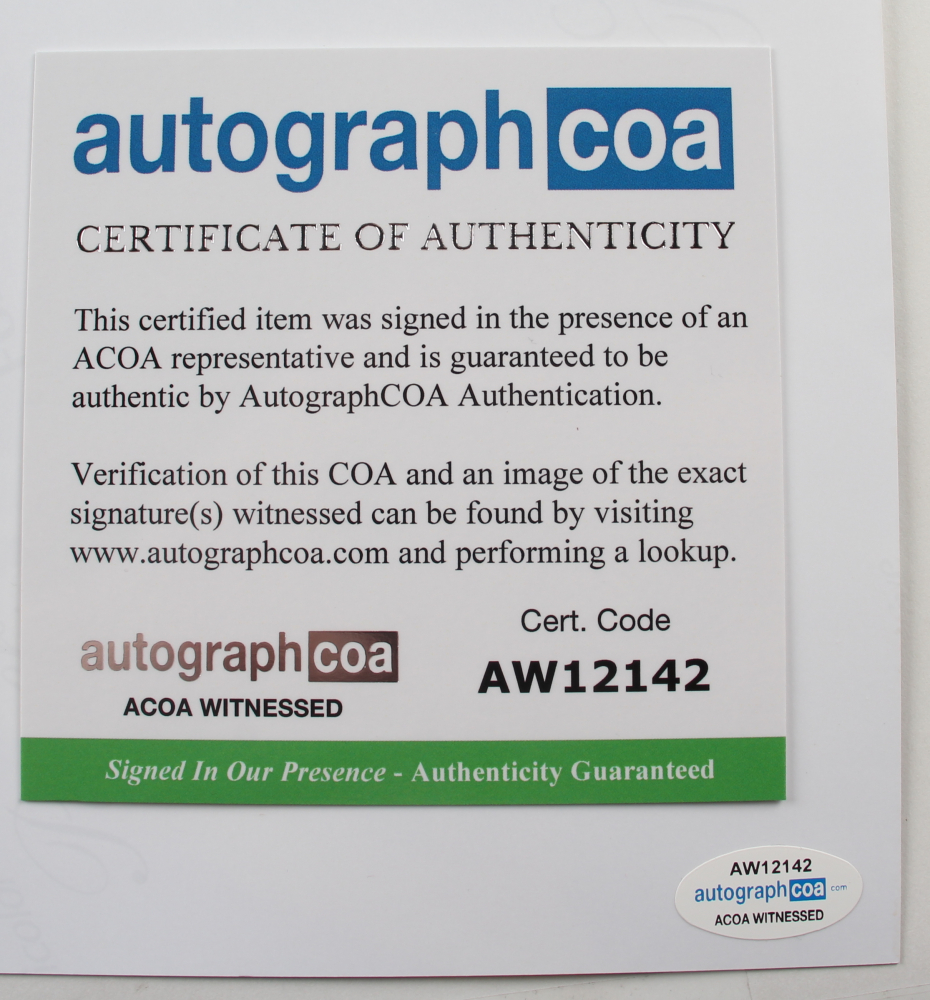 autographcoa
CERTIFICATE OF AUTHENTICITY
This certified item was signed in the presence of an
ACOA representative and is guaranteed to be
authentic by AutographCOA Authentication.
Verification of this COA and an image of the exact
signature(s) witnessed can be found by visiting
www.autographcoa.com and performing a lookup.
autographcoa
ACOA WITNESSED
Cert. Code
AW12142
Signed In Our Presence - Authenticity Guaranteed
AW12142
autographcoa.com
ACOA WITNESSED